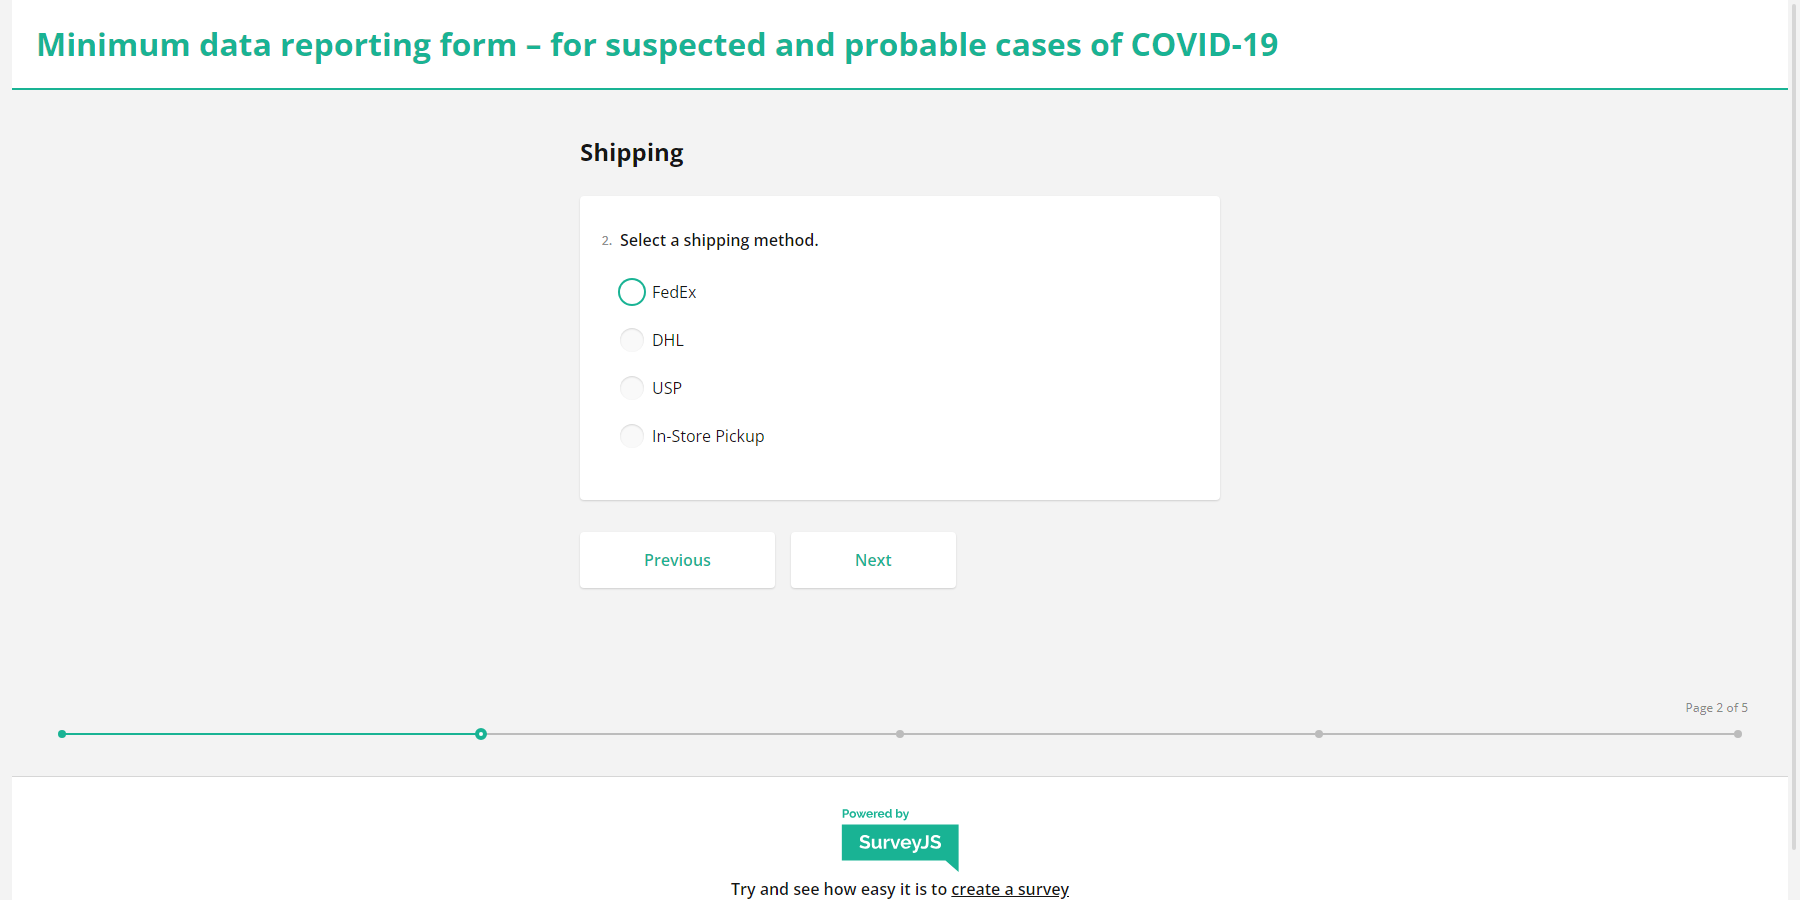 Minimum data reporting form – for suspected and probable cases of COVID-19
Shipping
2. Select a shipping method.
FedEx
DHL
USP
In-Store Pickup
Previous
Next
Page 2 of 5
Powered by
SurveyJS
Try and see how easy it is to create a survey